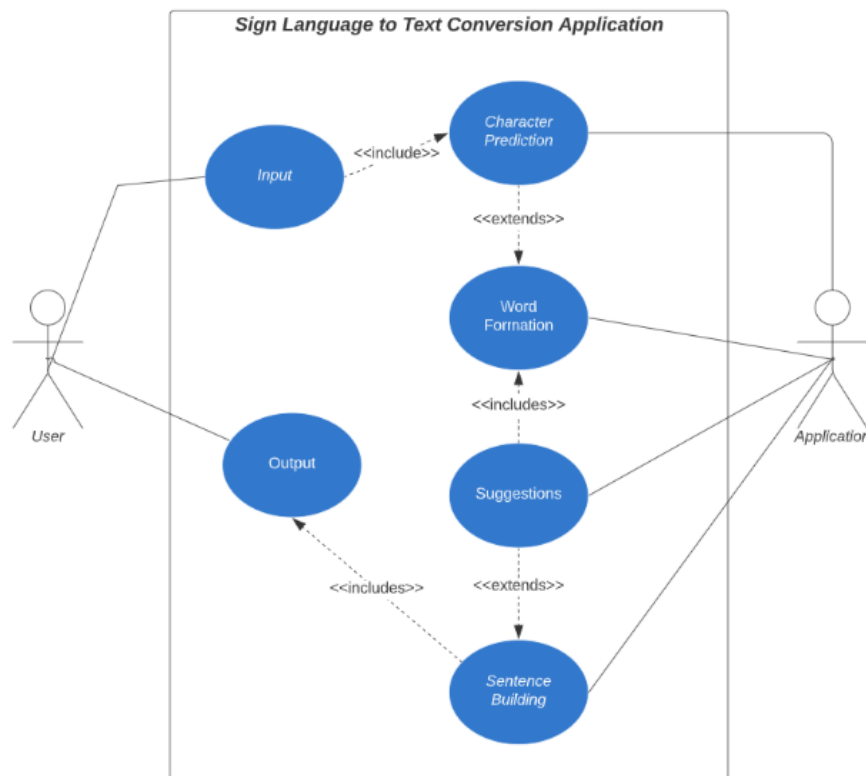 Sign Language to Text Conversion Application
Character
Prediction
<<include>>
Input
<<extends>>
Word
Formation
<<includes>>
User
Application
Output
Suggestions
<<includes>>
<<extends>>
Sentence
Building